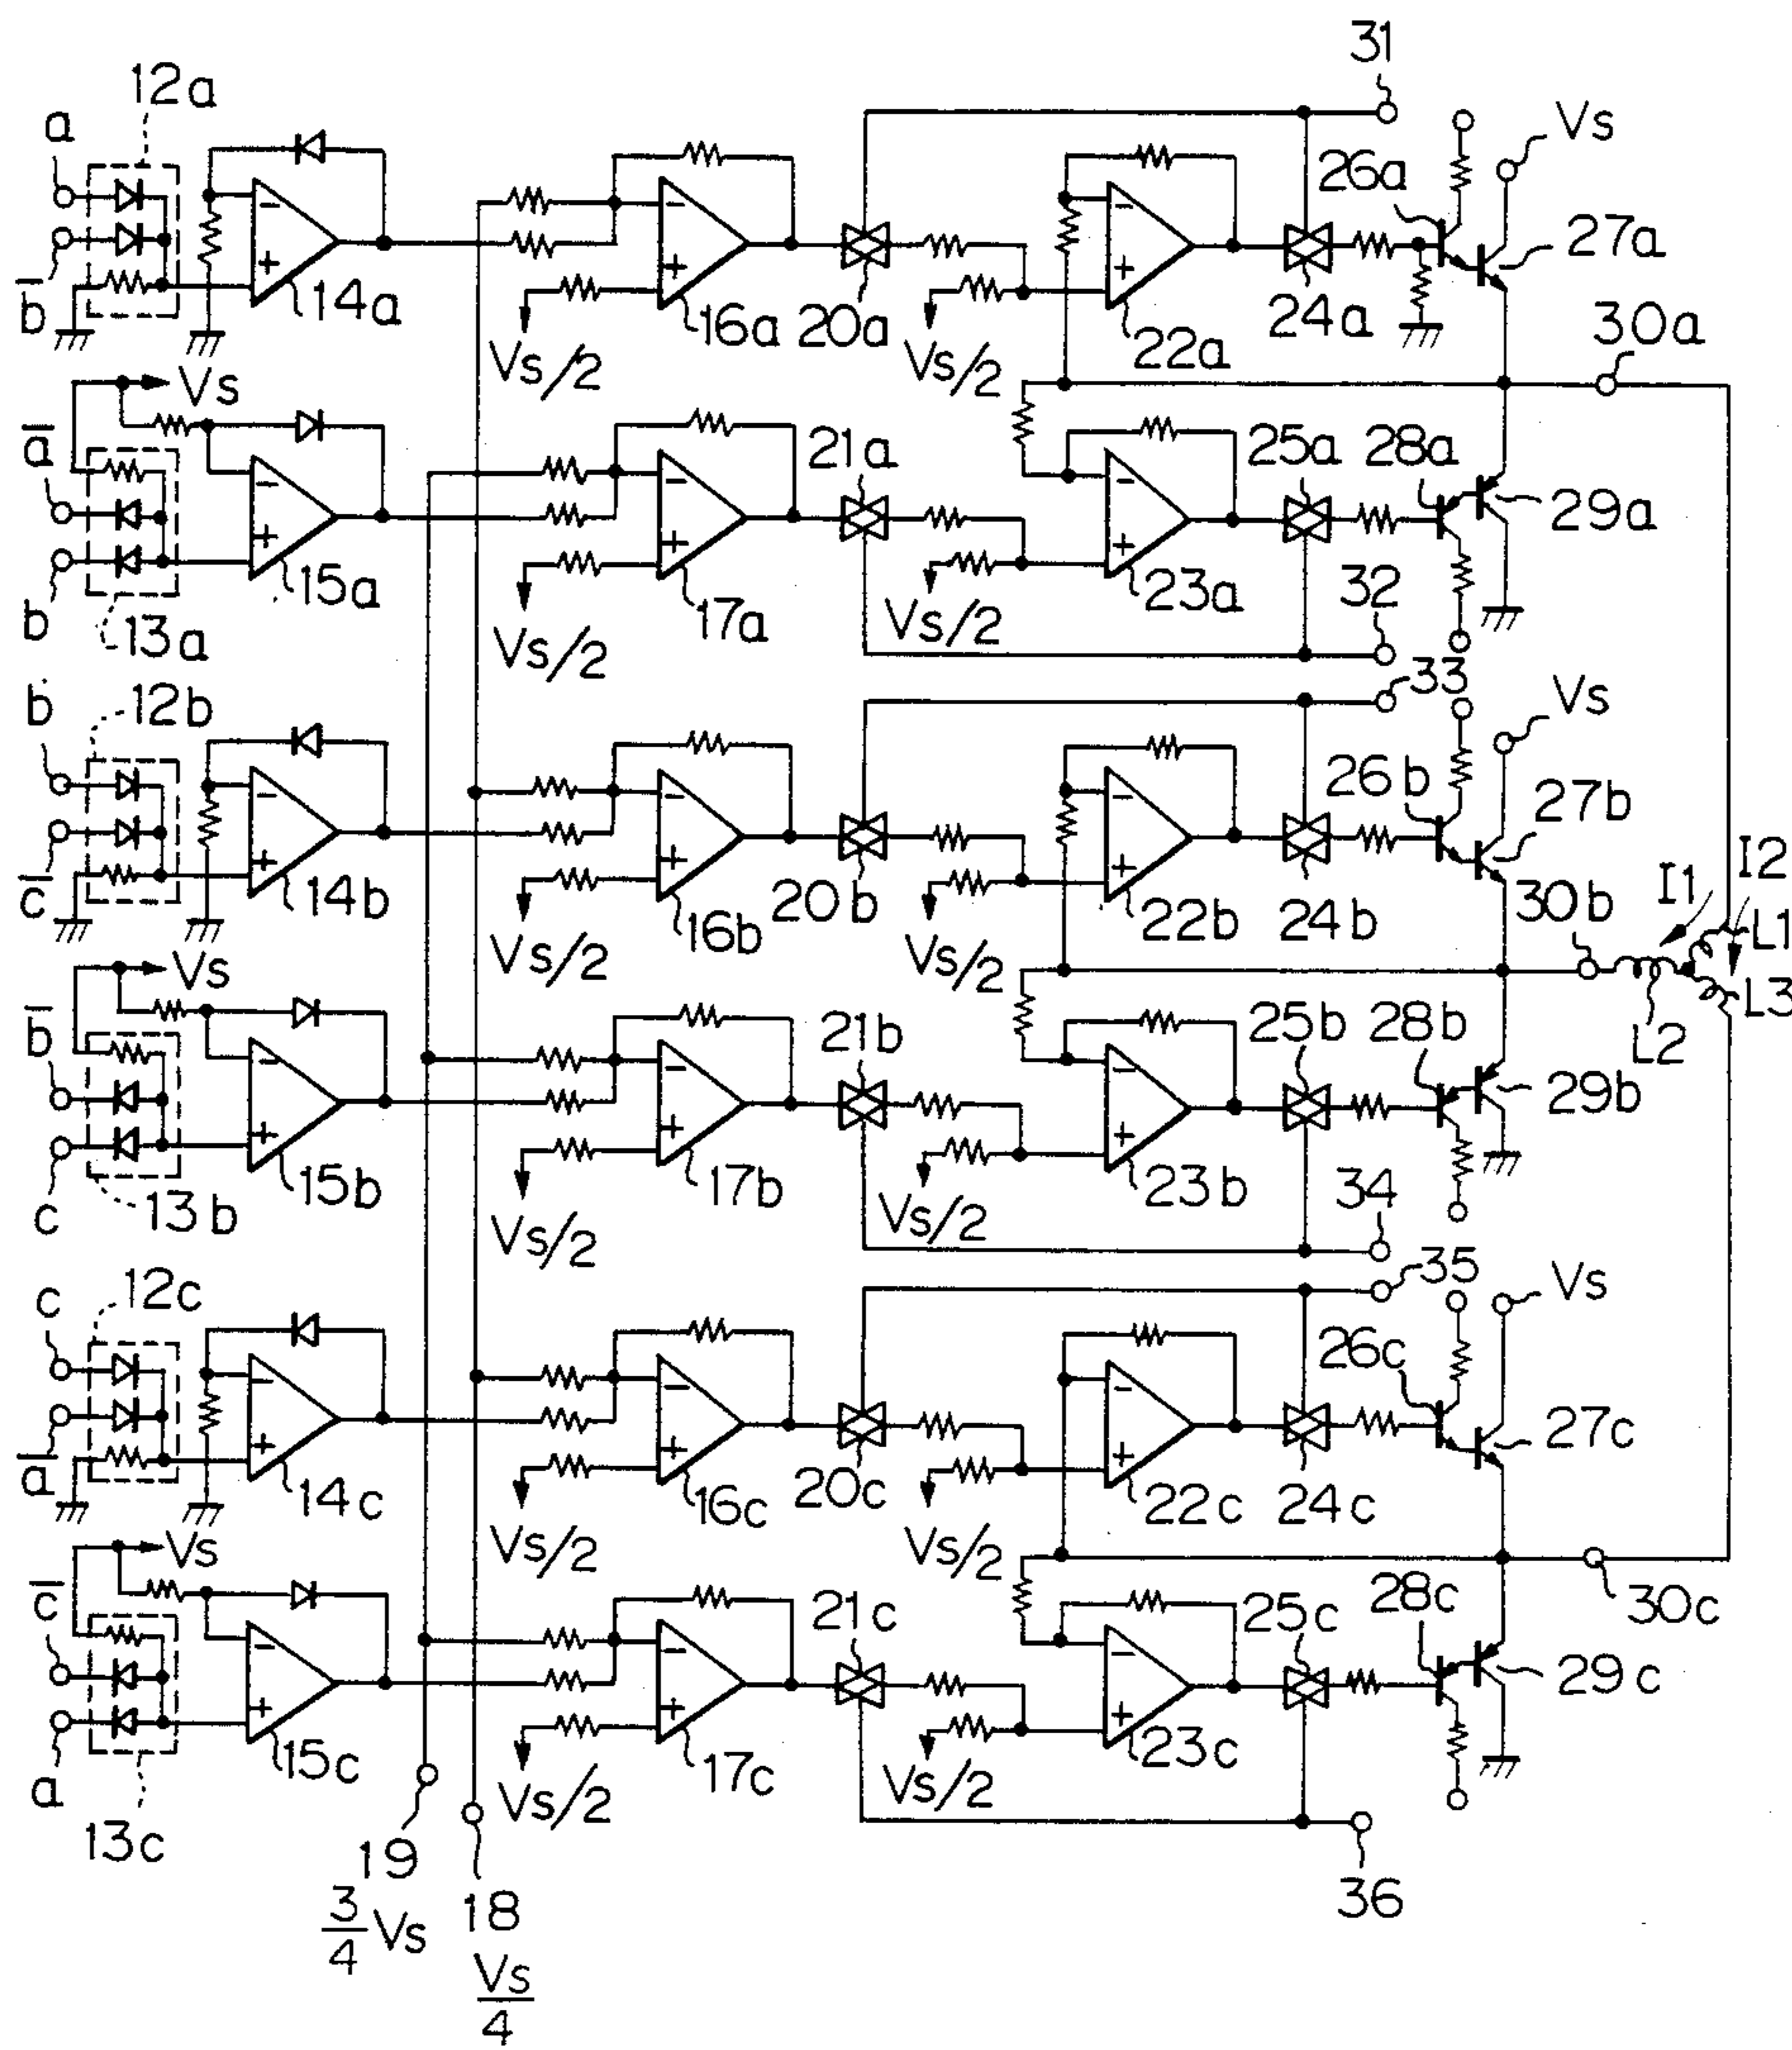 31
12a
a
Vs
26a
27a
b̅
14a
16a
20a
22a
24a
30a
Vs/2
Vs/2
Vs
a̅
21a
25a
28a
29a
b
13a
15a
17a
23a
32
Vs/2
Vs/2
33
b
12b
Vs
26b
27b
c̅
14b
16b
20b
22b
24b
30b
I1
I2
L1
Vs/2
Vs/2
Vs
L3
b̅
21b
25b
28b
L2
29b
c
13b
15b
17b
23b
34
Vs/2
Vs/2
35
c
12c
Vs
26c
27c
a̅
14c
16c
20c
22c
24c
Vs/2
Vs/2
Vs
c̅
21c
25c
28c
30c
29c
a
13c
15c
17c
23c
Vs/2
Vs/2
19
3/4 Vs
18
Vs/4
36